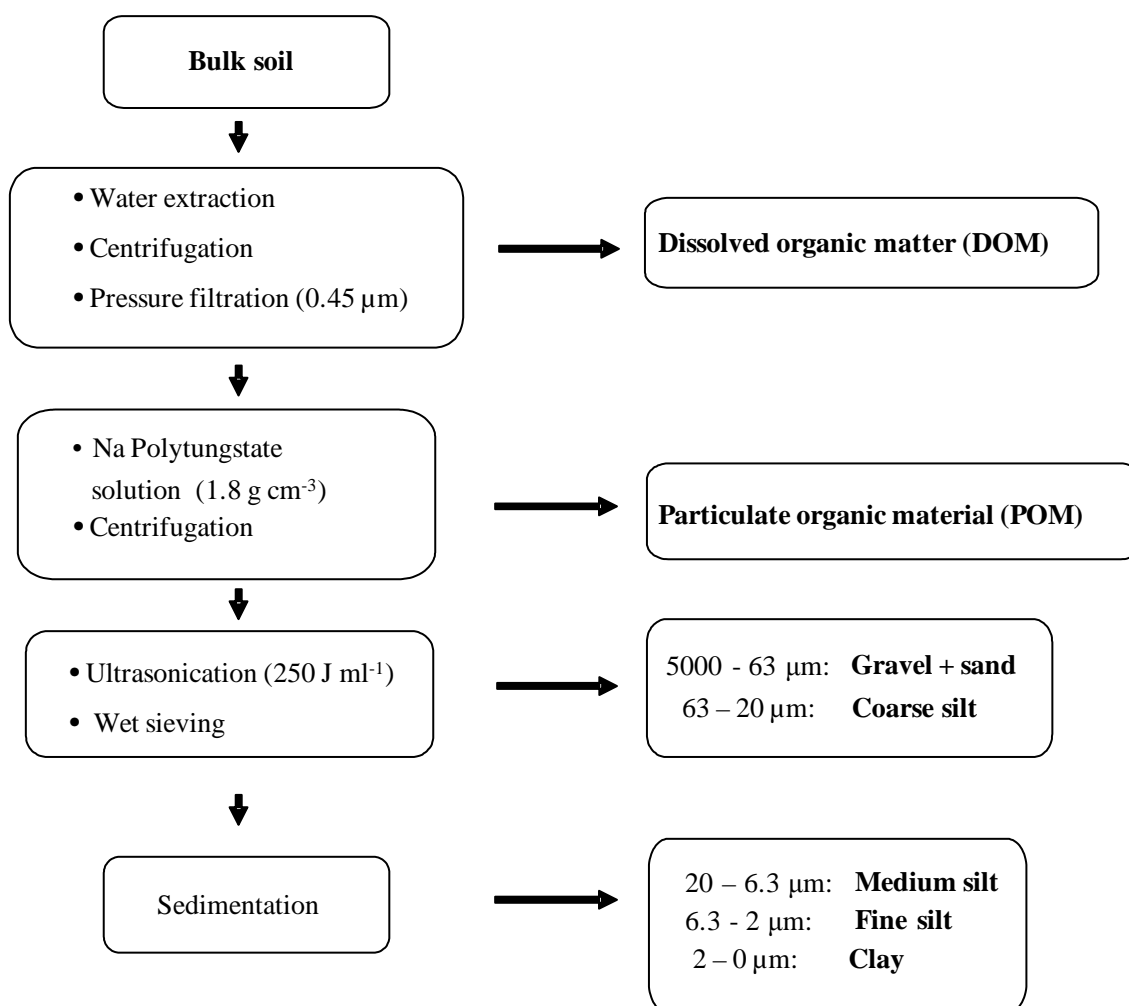 Bulk soil
• Water extraction
• Centrifugation
• Pressure filtration (0.45 µm)
Dissolved organic matter (DOM)
• Na Polytungstate
solution (1.8 g cm-3)
• Centrifugation
Particulate organic material (POM)
• Ultrasonication (250 J ml-1)
• Wet sieving
5000 - 63 µm: Gravel + sand
63 – 20 µm: Coarse silt
Sedimentation
20 – 6.3 µm: Medium silt
6.3 - 2 µm: Fine silt
2 – 0 µm: Clay